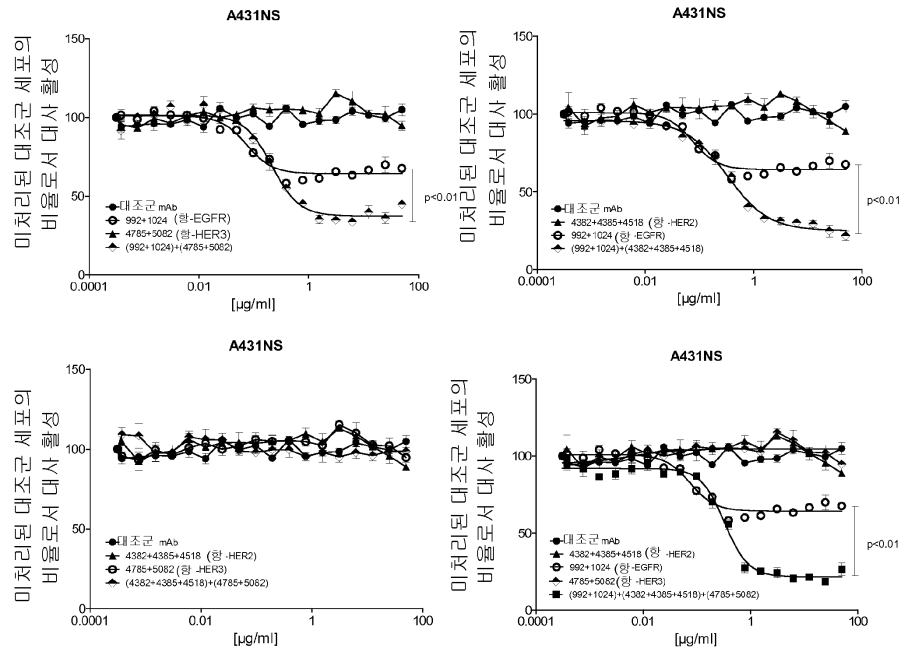 A431NS
150
100
50
0
미처리된 대조군 세포의
비율로서 대사 활성
대조군 mAb
992+1024 (항-EGFR)
4785+5082 (항-HER3)
(992+1024)+(4785+5082)
p<0.01
0.0001 0.01 1 100
[µg/ml]
A431NS
150
100
50
0
미처리된 대조군 세포의
비율로서 대사 활성
대조군 mAb
4382+4385+4518 (항-HER2)
992+1024 (항-EGFR)
(992+1024)+(4382+4385+4518)
p<0.01
0.0001 0.01 1 100
[µg/ml]
A431NS
150
100
50
0
미처리된 대조군 세포의
비율로서 대사 활성
대조군 mAb
4382+4385+4518 (항-HER2)
4785+5082 (항-HER3)
(4382+4385+4518)+(4785+5082)
0.0001 0.01 1 100
[µg/ml]
A431NS
150
100
50
0
미처리된 대조군 세포의
비율로서 대사 활성
대조군 mAb
4382+4385+4518 (항-HER2)
992+1024 (항-EGFR)
4785+5082 (항-HER3)
(992+1024)+(4382+4385+4518)+(4785+5082)
p<0.01
0.0001 0.01 1 100
[µg/ml]